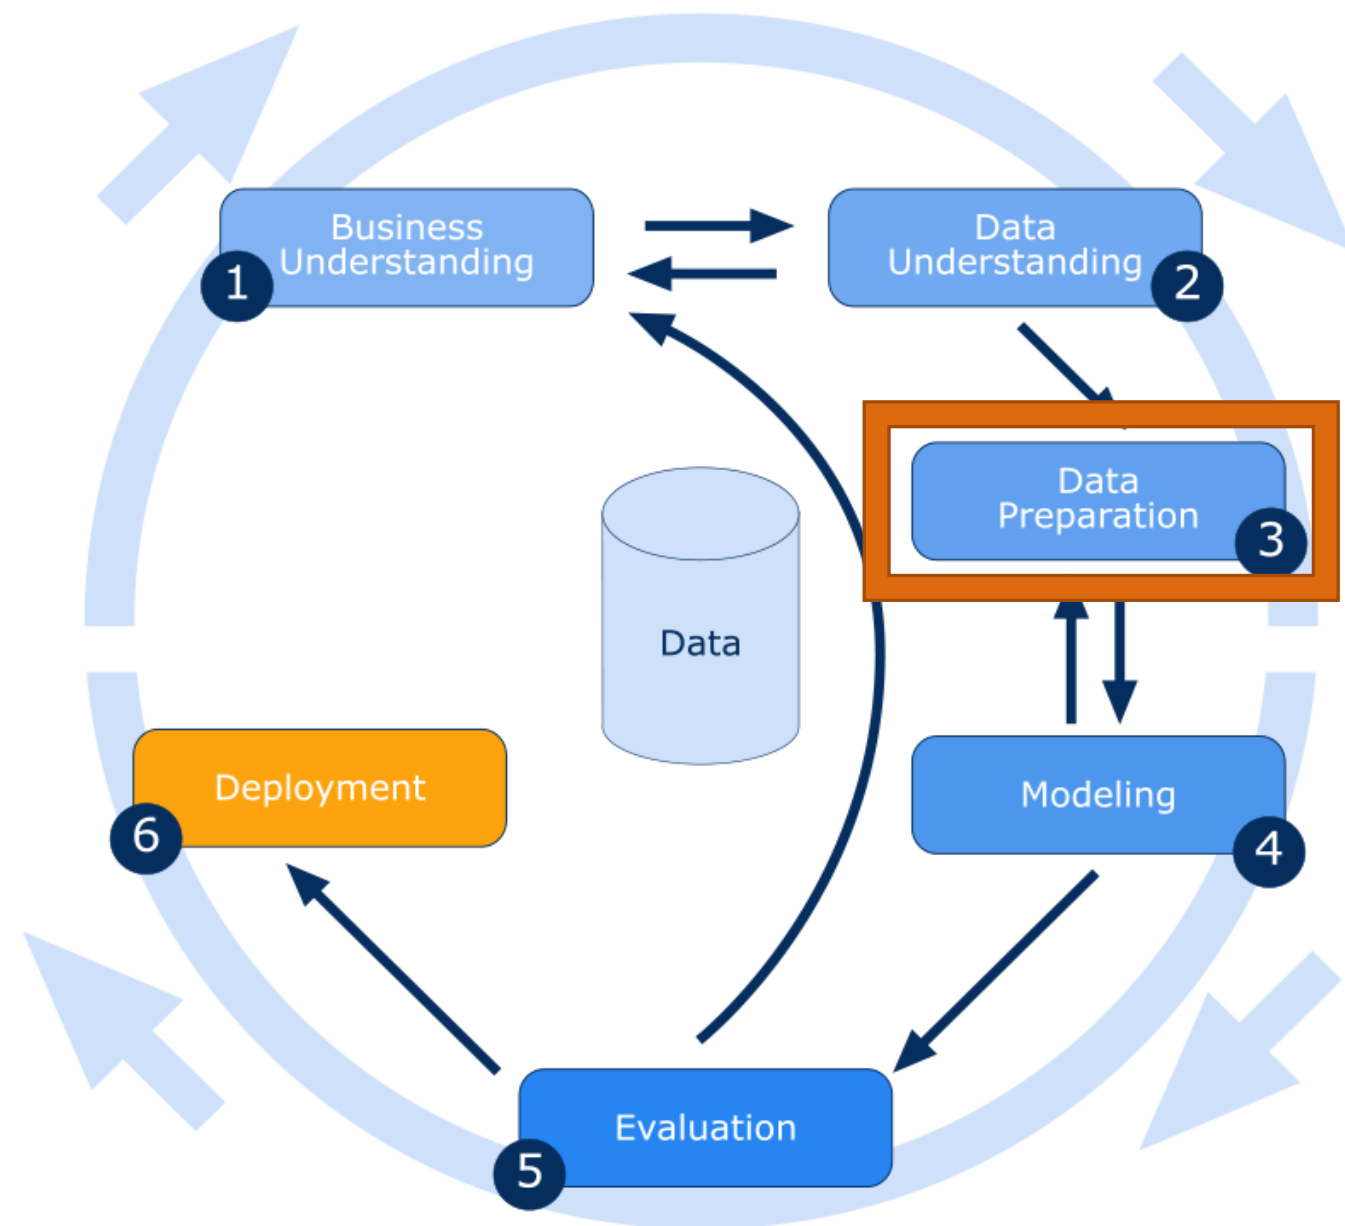 Business
Understanding
1
Data
Understanding
2
Data
Preparation
3
Data
Deployment
6
Modeling
4
Evaluation
5